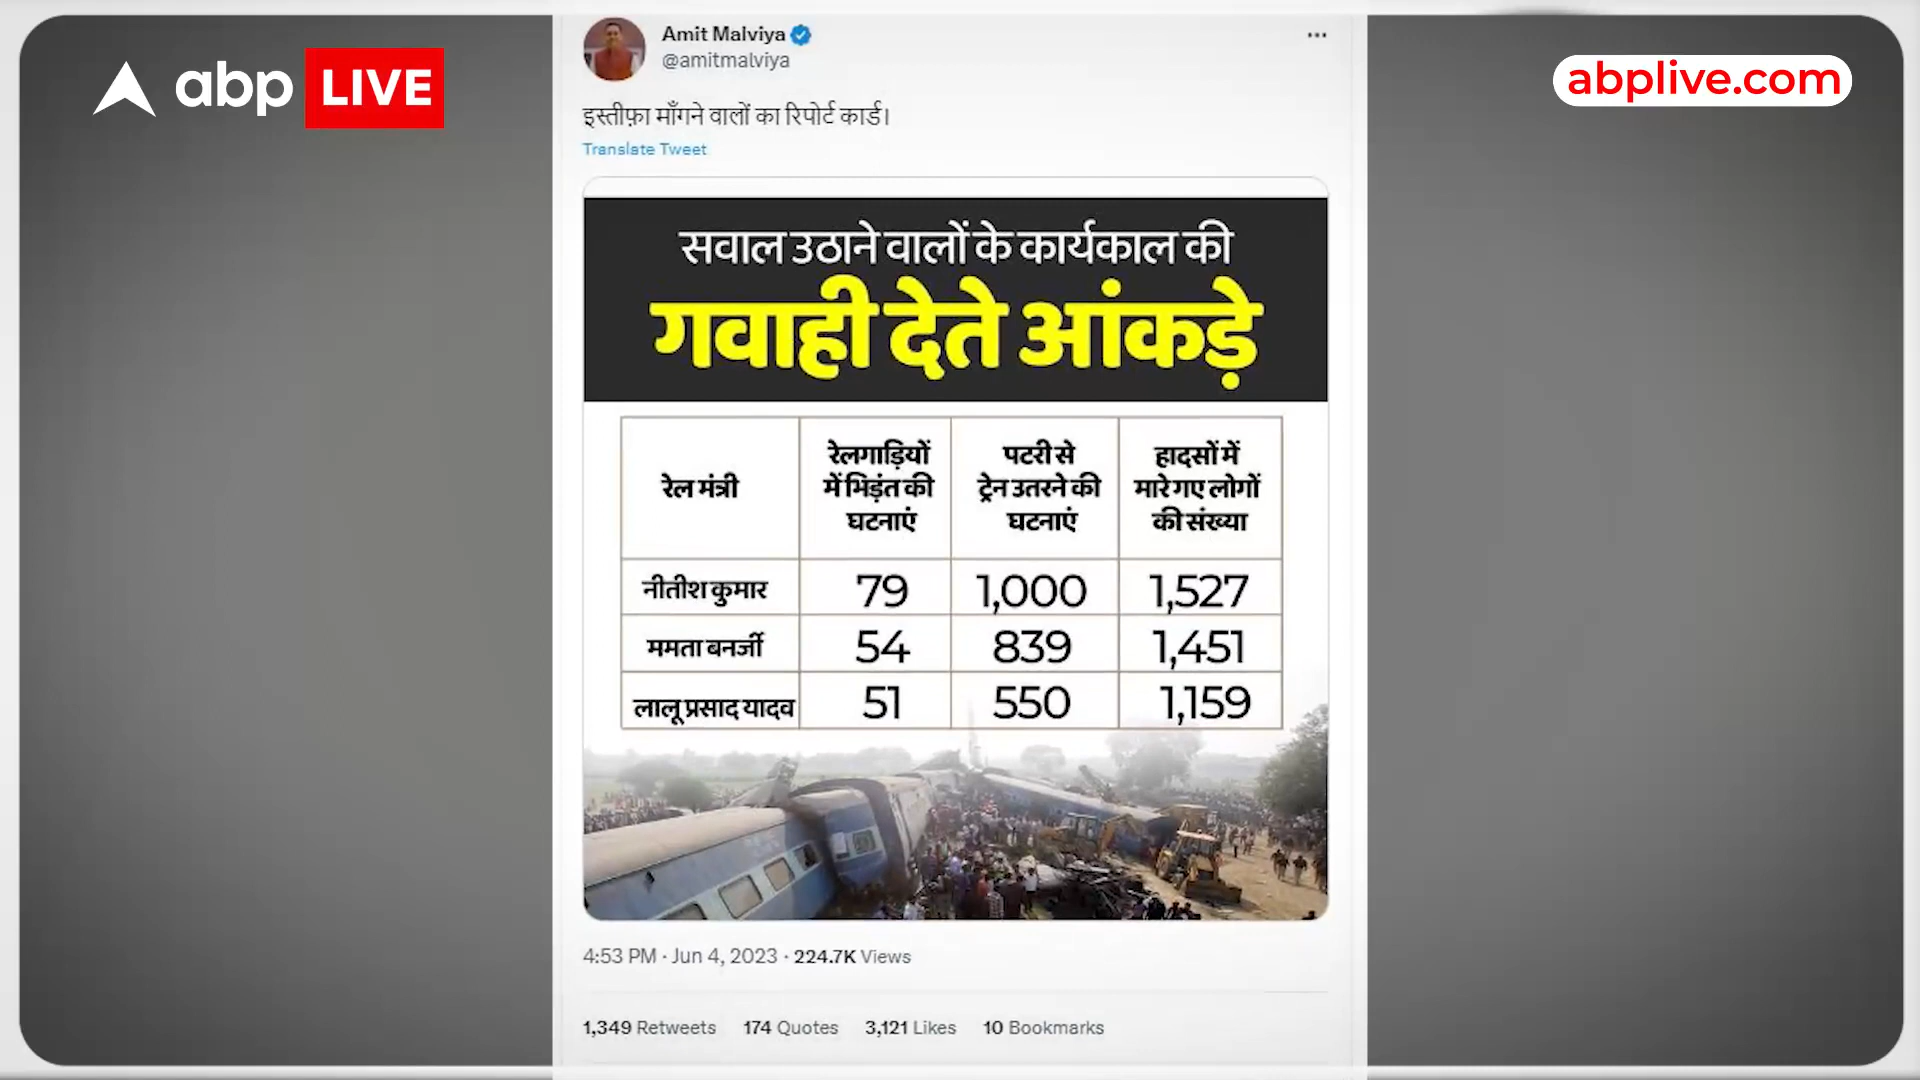 abp LIVE
abplive.com
Amit Malviya
@amitmalviya
इस्तीफ़ा माँगने वालों का रिपोर्ट कार्ड।
Translate Tweet
सवाल उठाने वालों के कार्यकाल की
गवाही देते आंकड़े
रेल मंत्री
रेलगाड़ियों
में भिड़ंत की
घटनाएं
पटरी से
ट्रेन उतरने की
घटनाएं
हादसों में
मारे गए लोगों
की संख्या
नीतीश कुमार 79 1,000 1,527
ममता बनर्जी 54 839 1,451
लालू प्रसाद यादव 51 550 1,159
4:53 PM · Jun 4, 2023 · 224.7K Views
1,349 Retweets 174 Quotes 3,121 Likes 10 Bookmarks